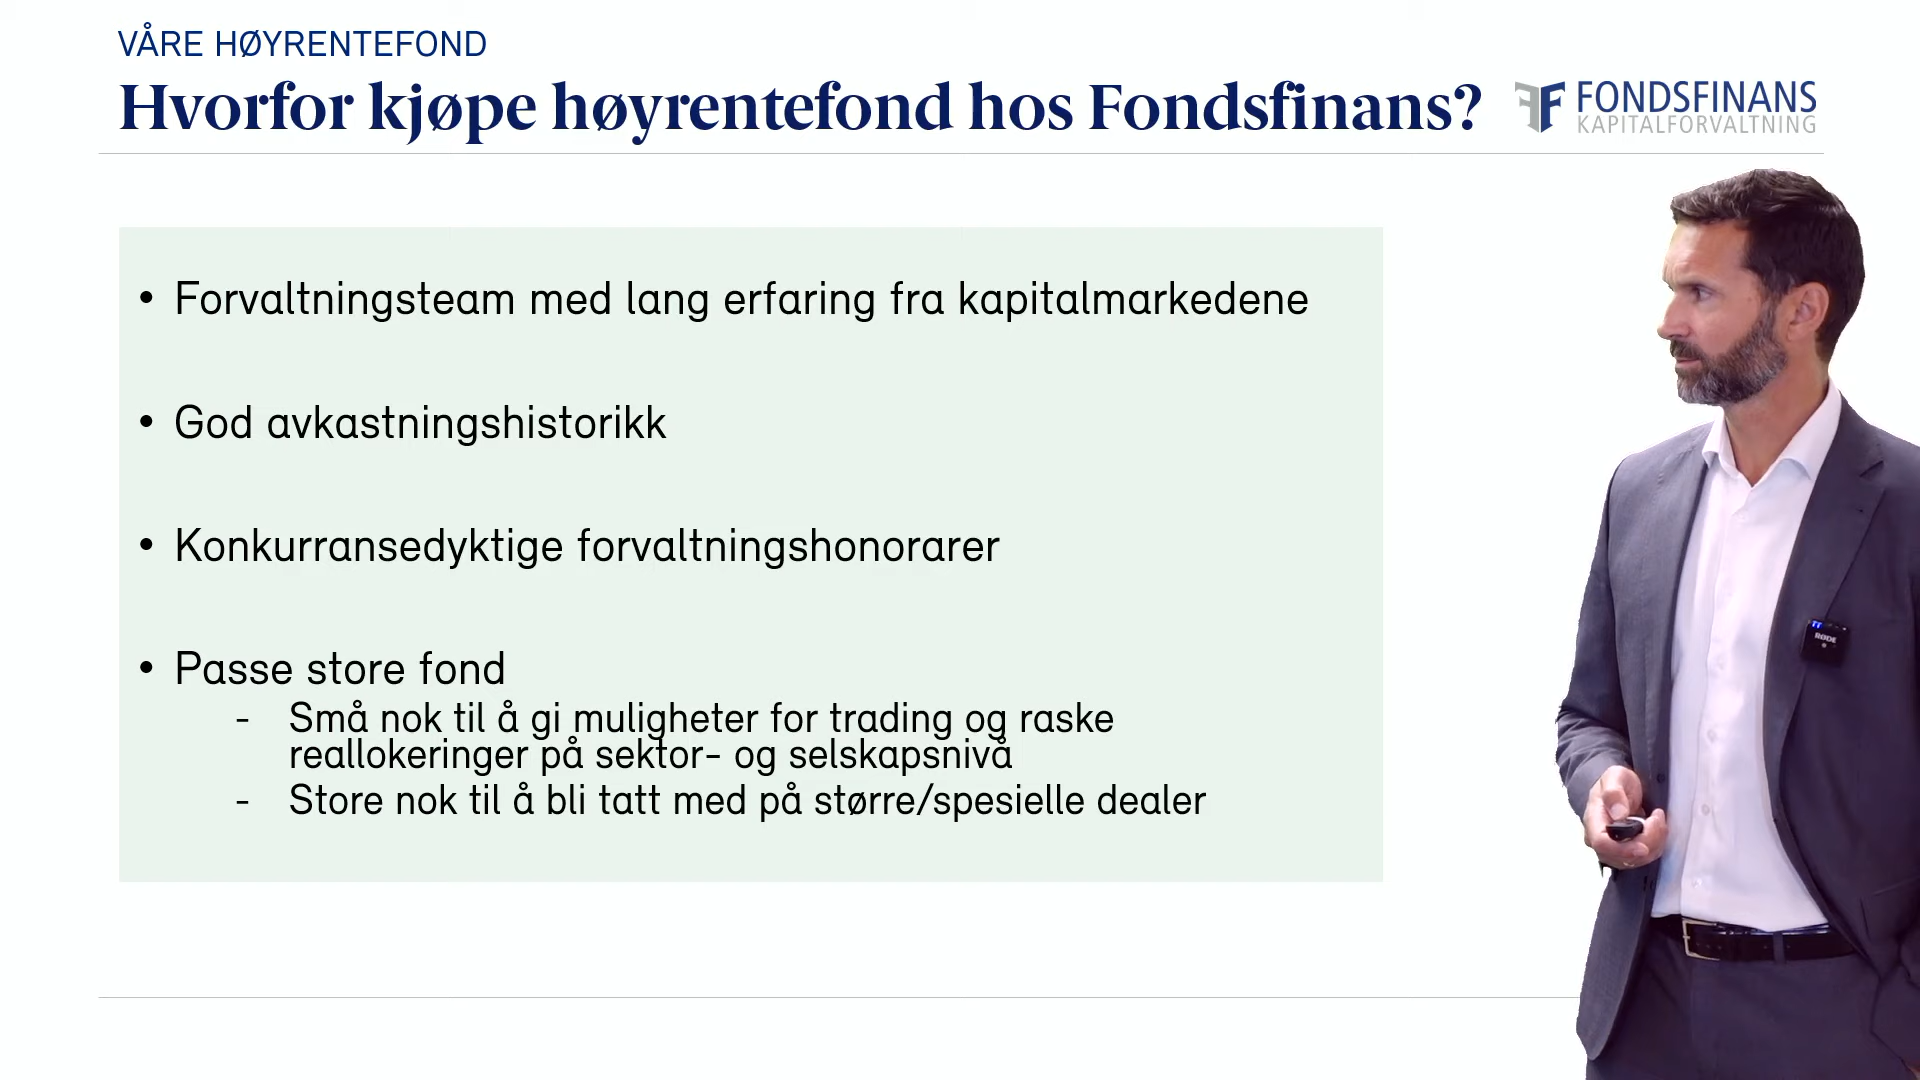 VÅRE HØYRENTEFOND
Hvorfor kjøpe høyrentefond hos Fondsfinans?
FONDSFINANS
KAPITALFORVALTNING
• Forvaltningsteam med lang erfaring fra kapitalmarkedene
• God avkastningshistorikk
• Konkurransedyktige forvaltningshonorarer
• Passe store fond
- Små nok til å gi muligheter for trading og raske
reallokeringer på sektor- og selskapsnivå
- Store nok til å bli tatt med på større/spesielle dealer
RØDE